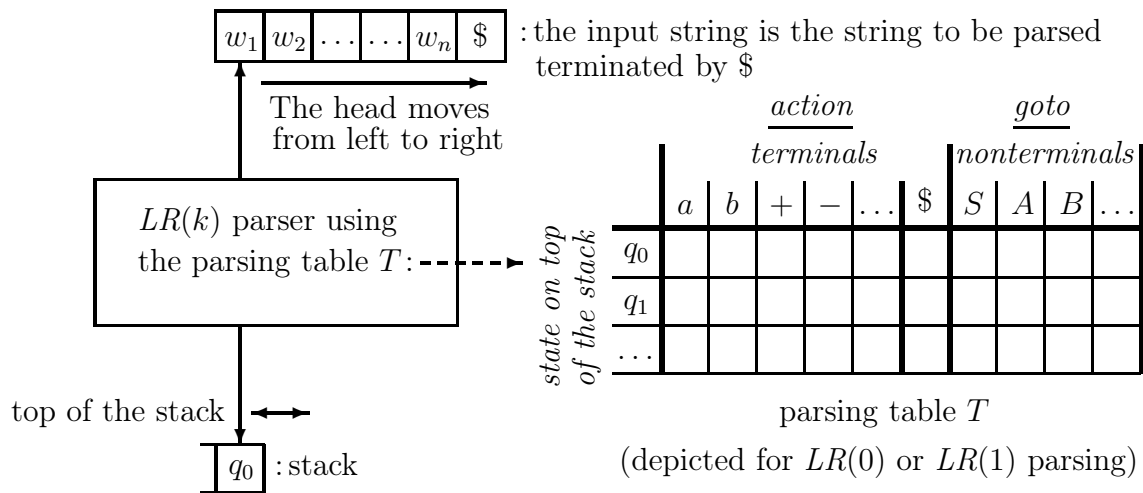 w₁ w₂ … … wₙ $ : the input string is the string to be parsed
terminated by $
The head moves
from left to right
LR(k) parser using
the parsing table T :
top of the stack
q₀ : stack
action goto
terminals nonterminals
a b + − … $ S A B …
state on top
of the stack
q₀
q₁
…
parsing table T
(depicted for LR(0) or LR(1) parsing)